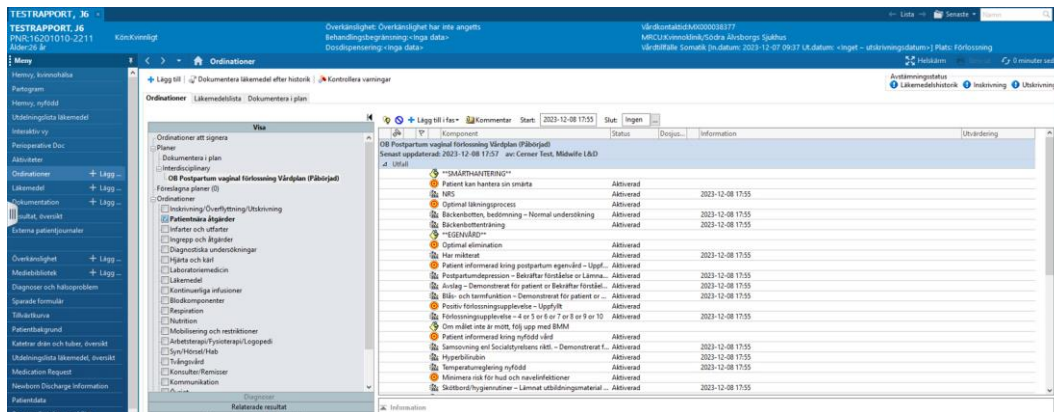 TESTRAPPORT, J6
Lista
Senaste
Namn
TESTRAPPORT, J6
PNR:16201010-2211
Ålder:26 år
Kön:Kvinnligt
Överkänslighet: Överkänslighet har inte angetts
Behandlingsbegränsning:<Inga data>
Dosdispensering:<Inga data>
Vårdkontaktid:MX000038377
MRCU:Kvinnoklinik/Södra Älvsborgs Sjukhus
Vårdtillfälle Somatik [In.datum: 2023-12-07 09:37 Ut.datum: <Inget – utskrivningsdatum>] Plats: Förlossning
Meny
Ordinationer
Helskärm
0 minuter sed
Hemvy, kvinnohälsa
Partogram
Hemvy, nyfödd
Utdelningslista läkemedel
Interaktiv vy
Perioperative Doc
Aktiviteter
Ordinationer + Lägg ...
Läkemedel + Lägg ...
Dokumentation + Lägg ...
Resultat, översikt
Externa patientjournaler
Överkänslighet + Lägg ...
Mediebibliotek + Lägg ...
Diagnoser och hälsoproblem
Sparade formulär
Tillväxtkurva
Patientbakgrund
Katetrar drän och tuber, översikt
Utdelningslista läkemedel, översikt
Medication Request
Newborn Discharge Information
Patientdata
+ Lägg till
Dokumentera läkemedel efter historik
Kontrollera varningar
Avstämningsstatus
Läkemedelshistorik
Inskrivning
Utskrivning
Ordinationer
Läkemedelslista
Dokumentera i plan
Visa
Ordinationer att signera
Planer
Dokumentera i plan
Interdisciplinary
OB Postpartum vaginal förlossning Vårdplan (Påbörjad)
Föreslagna planer (0)
Ordinationer
Inskrivning/Överflyttning/Utskrivning
Patientnära åtgärder
Infarter och utfarter
Ingrepp och åtgärder
Diagnostiska undersökningar
Hjärta och kärl
Laboratoriemedicin
Läkemedel
Kontinuerliga infusioner
Blodkomponenter
Respiration
Nutrition
Mobilisering och restriktioner
Arbetsterapi/Fysioterapi/Logopedi
Syn/Hörsel/Hab
Tvångsvård
Konsulter/Remisser
Kommunikation
Diagnoser
Relaterade resultat
+ Lägg till i fas
Kommentar
Start: 2023-12-08 17:55
Slut: Ingen ...
Komponent Status Dosjus... Information Utvärdering
OB Postpartum vaginal förlossning Vårdplan (Påbörjad)
Senast uppdaterad: 2023-12-08 17:57 av: Cerner Test, Midwife L&D
Utfall
**SMÄRTHANTERING**
Patient kan hantera sin smärta Aktiverad
NRS Aktiverad 2023-12-08 17:55
Optimal läkningsprocess Aktiverad
Bäckenbotten, bedömning – Normal undersökning Aktiverad 2023-12-08 17:55
Bäckenbottenträning Aktiverad 2023-12-08 17:55
**EGENVÅRD**
Optimal elimination Aktiverad
Har mikterat Aktiverad 2023-12-08 17:55
Patient informerad kring postpartum egenvård – Uppf... Aktiverad
Postpartumdepression – Bekräftar förståelse or Lämna... Aktiverad 2023-12-08 17:55
Avslag – Demonstrerat för patient or Bekräftar förståel... Aktiverad 2023-12-08 17:55
Blås- och tarmfunktion – Demonstrerat för patient or ... Aktiverad 2023-12-08 17:55
Positiv förlossningsupplevelse – Uppfyllt Aktiverad
Förlossningsupplevelse – 4 or 5 or 6 or 7 or 8 or 9 or 10 Aktiverad 2023-12-08 17:55
Om målet inte är mött, följ upp med BMM
Patient informerad kring nyfödd vård Aktiverad
Samsovning enl Socialstyrelsens riktl. – Demonstrerat f... Aktiverad 2023-12-08 17:55
Hyperbilirubin Aktiverad 2023-12-08 17:55
Temperaturreglering nyfödd Aktiverad 2023-12-08 17:55
Minimera risk för hud och navelinfektioner Aktiverad
Skötbord/hygienrutiner – Lämnat utbildningsmaterial ... Aktiverad 2023-12-08 17:55
Information